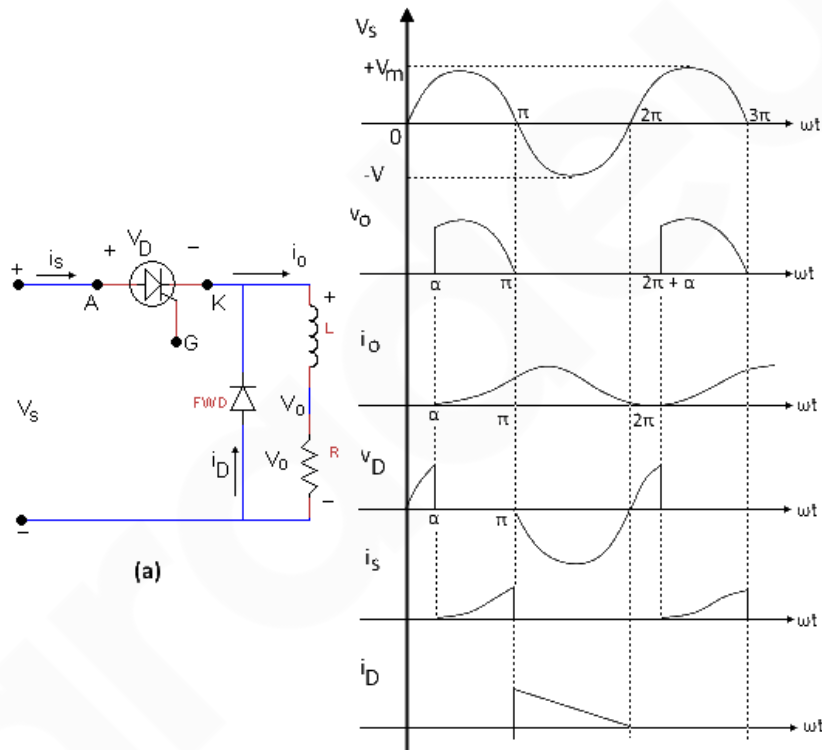 Vs
+Vm
π
2π
3π
ωt
0
-V
vo
ωt
α
π
2π + α
io
ωt
α
π
2π
vD
ωt
α
π
is
ωt
iD
ωt
+
is
+
VD
−
io
A
K
+
L
G
Vs
FWD
Vo
iD
Vo
R
−
−
(a)